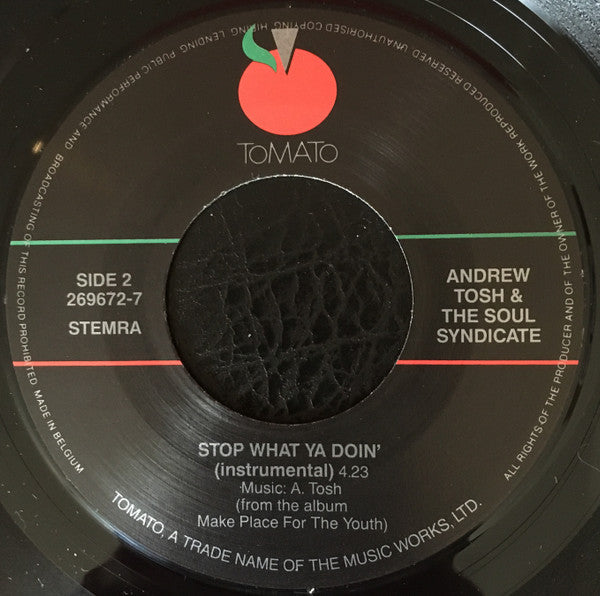 ALL RIGHTS OF THE PRODUCER AND OF THE OWNER OF THE WORK REPRODUCED RESERVED UNAUTHORISED COPYING HIRING, LENDING PUBLIC PERFORMANCE AND BROADCASTING OF THIS RECORD PROHIBITED MADE IN BELGIUM
ToMATo
SIDE 2
269672-7
STEMRA
ANDREW
TOSH &
THE SOUL
SYNDICATE
STOP WHAT YA DOIN'
(instrumental) 4.23
Music: A. Tosh
(from the album
Make Place For The Youth)
TOMATO, A TRADE NAME OF THE MUSIC WORKS, LTD.